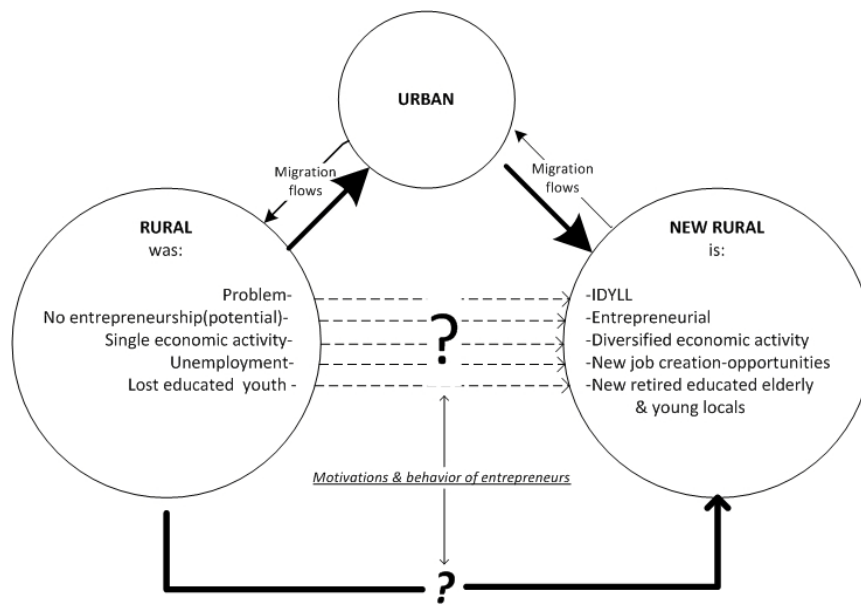 URBAN
Migration
flows
Migration
flows
RURAL
was:
Problem-
No entrepreneurship(potential)-
Single economic activity-
Unemployment-
Lost educated youth -
?
NEW RURAL
is:
-IDYLL
-Entrepreneurial
-Diversified economic activity
-New job creation-opportunities
-New retired educated elderly
& young locals
Motivations & behavior of entrepreneurs
?